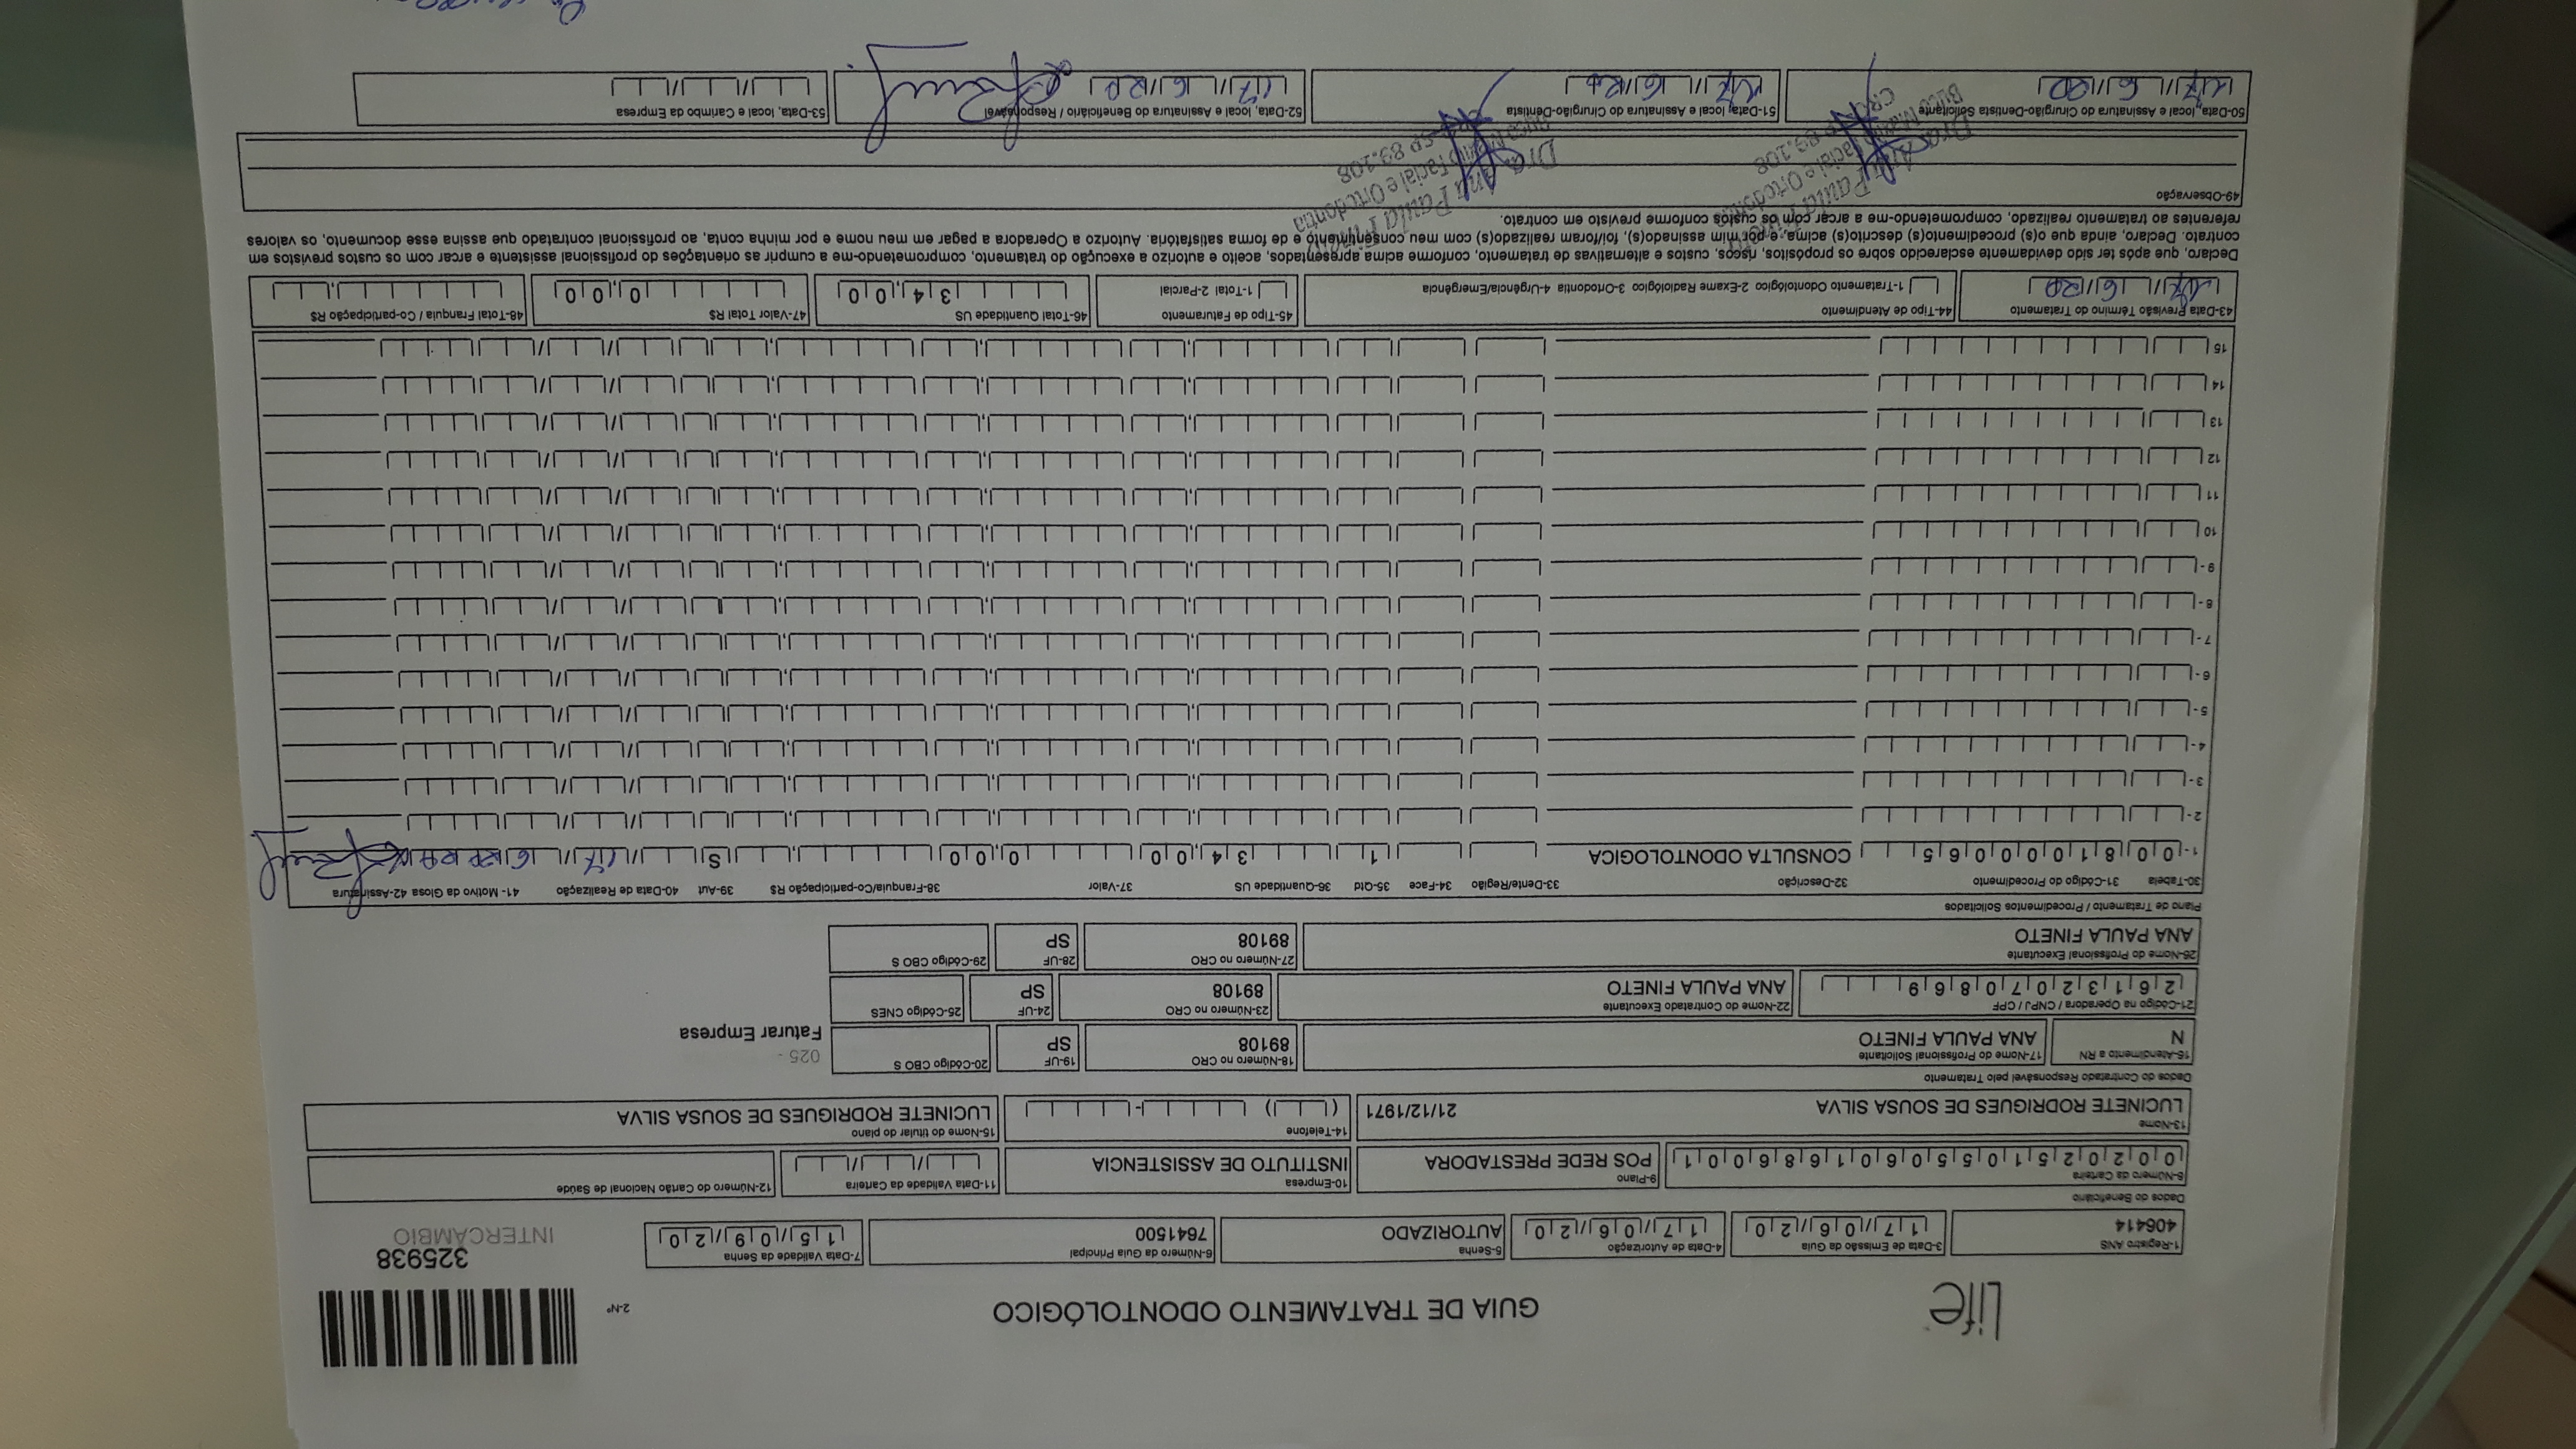 Life
GUIA DE TRATAMENTO ODONTOLÓGICO
2-Nº
325938
INTERCAMBIO
1-Registro ANS
406414
3-Data de Emissão da Guia
17/06/20
4-Data de Autorização
17/06/20
5-Senha
AUTORIZADO
6-Número da Guia Principal
7641500
7-Data Validade da Senha
15/09/20
Dados do Beneficiário
8-Número da Carteira
00202510550601686001
9-Plano
POS REDE PRESTADORA
10-Empresa
INSTITUTO DE ASSISTENCIA
11-Data Validade da Carteira
12-Número do Cartão Nacional de Saúde
13-Nome
LUCINETE RODRIGUES DE SOUSA SILVA
21/12/1971
14-Telefone
15-Nome do titular do plano
LUCINETE RODRIGUES DE SOUSA SILVA
Dados do Contratado Responsável pelo Tratamento
16-Atendimento a RN
N
17-Nome do Profissional Solicitante
ANA PAULA FINETO
18-Número no CRO
89108
19-UF
SP
20-Código CBO S
025 -
Faturar Empresa
21-Código na Operadora / CNPJ / CPF
26132070869
22-Nome do Contratado Executante
ANA PAULA FINETO
23-Número no CRO
89108
24-UF
SP
25-Código CNES
26-Nome do Profissional Executante
ANA PAULA FINETO
27-Número no CRO
89108
28-UF
SP
29-Código CBO S
Plano de Tratamento / Procedimentos Solicitados
30-Tabela 31-Código do Procedimento 32-Descrição 33-Dente/Região 34-Face 35-Qtd 36-Quantidade US 37-Valor 38-Franquia/Co-participação R$ 39-Aut 40-Data de Realização 41- Motivo da Glosa 42-Assinatura
1- 00 81000065 CONSULTA ODONTOLOGICA 1 34,00 0,00 S
2-
3-
4-
5-
6-
7-
8-
9-
10
11
12
13
14
15
43-Data Previsão Término do Tratamento
44-Tipo de Atendimento
1-Tratamento Odontológico 2-Exame Radiológico 3-Ortodontia 4-Urgência/Emergência
45-Tipo de Faturamento
1-Total 2-Parcial
46-Total Quantidade US
34,00
47-Valor Total R$
0,00
48-Total Franquia / Co-participação R$
Declaro, que após ter sido devidamente esclarecido sobre os propósitos, riscos, custos e alternativas de tratamento, conforme acima apresentados, aceito e autorizo a execução do tratamento, comprometendo-me a cumprir as orientações do profissional assistente e arcar com os custos previstos em
contrato. Declaro, ainda que o(s) procedimento(s) descrito(s) acima, e por mim assinado(s), foi/foram realizado(s) com meu consentimento e de forma satisfatória. Autorizo a Operadora a pagar em meu nome e por minha conta, ao profissional contratado que assina esse documento, os valores
referentes ao tratamento realizado, comprometendo-me a arcar com os custos conforme previsto em contrato.
49-Observação
50-Data, local e Assinatura do Cirurgião-Dentista Solicitante
51-Data, local e Assinatura do Cirurgião-Dentista
52-Data, local e Assinatura do Beneficiário / Responsável
53-Data, local e Carimbo da Empresa